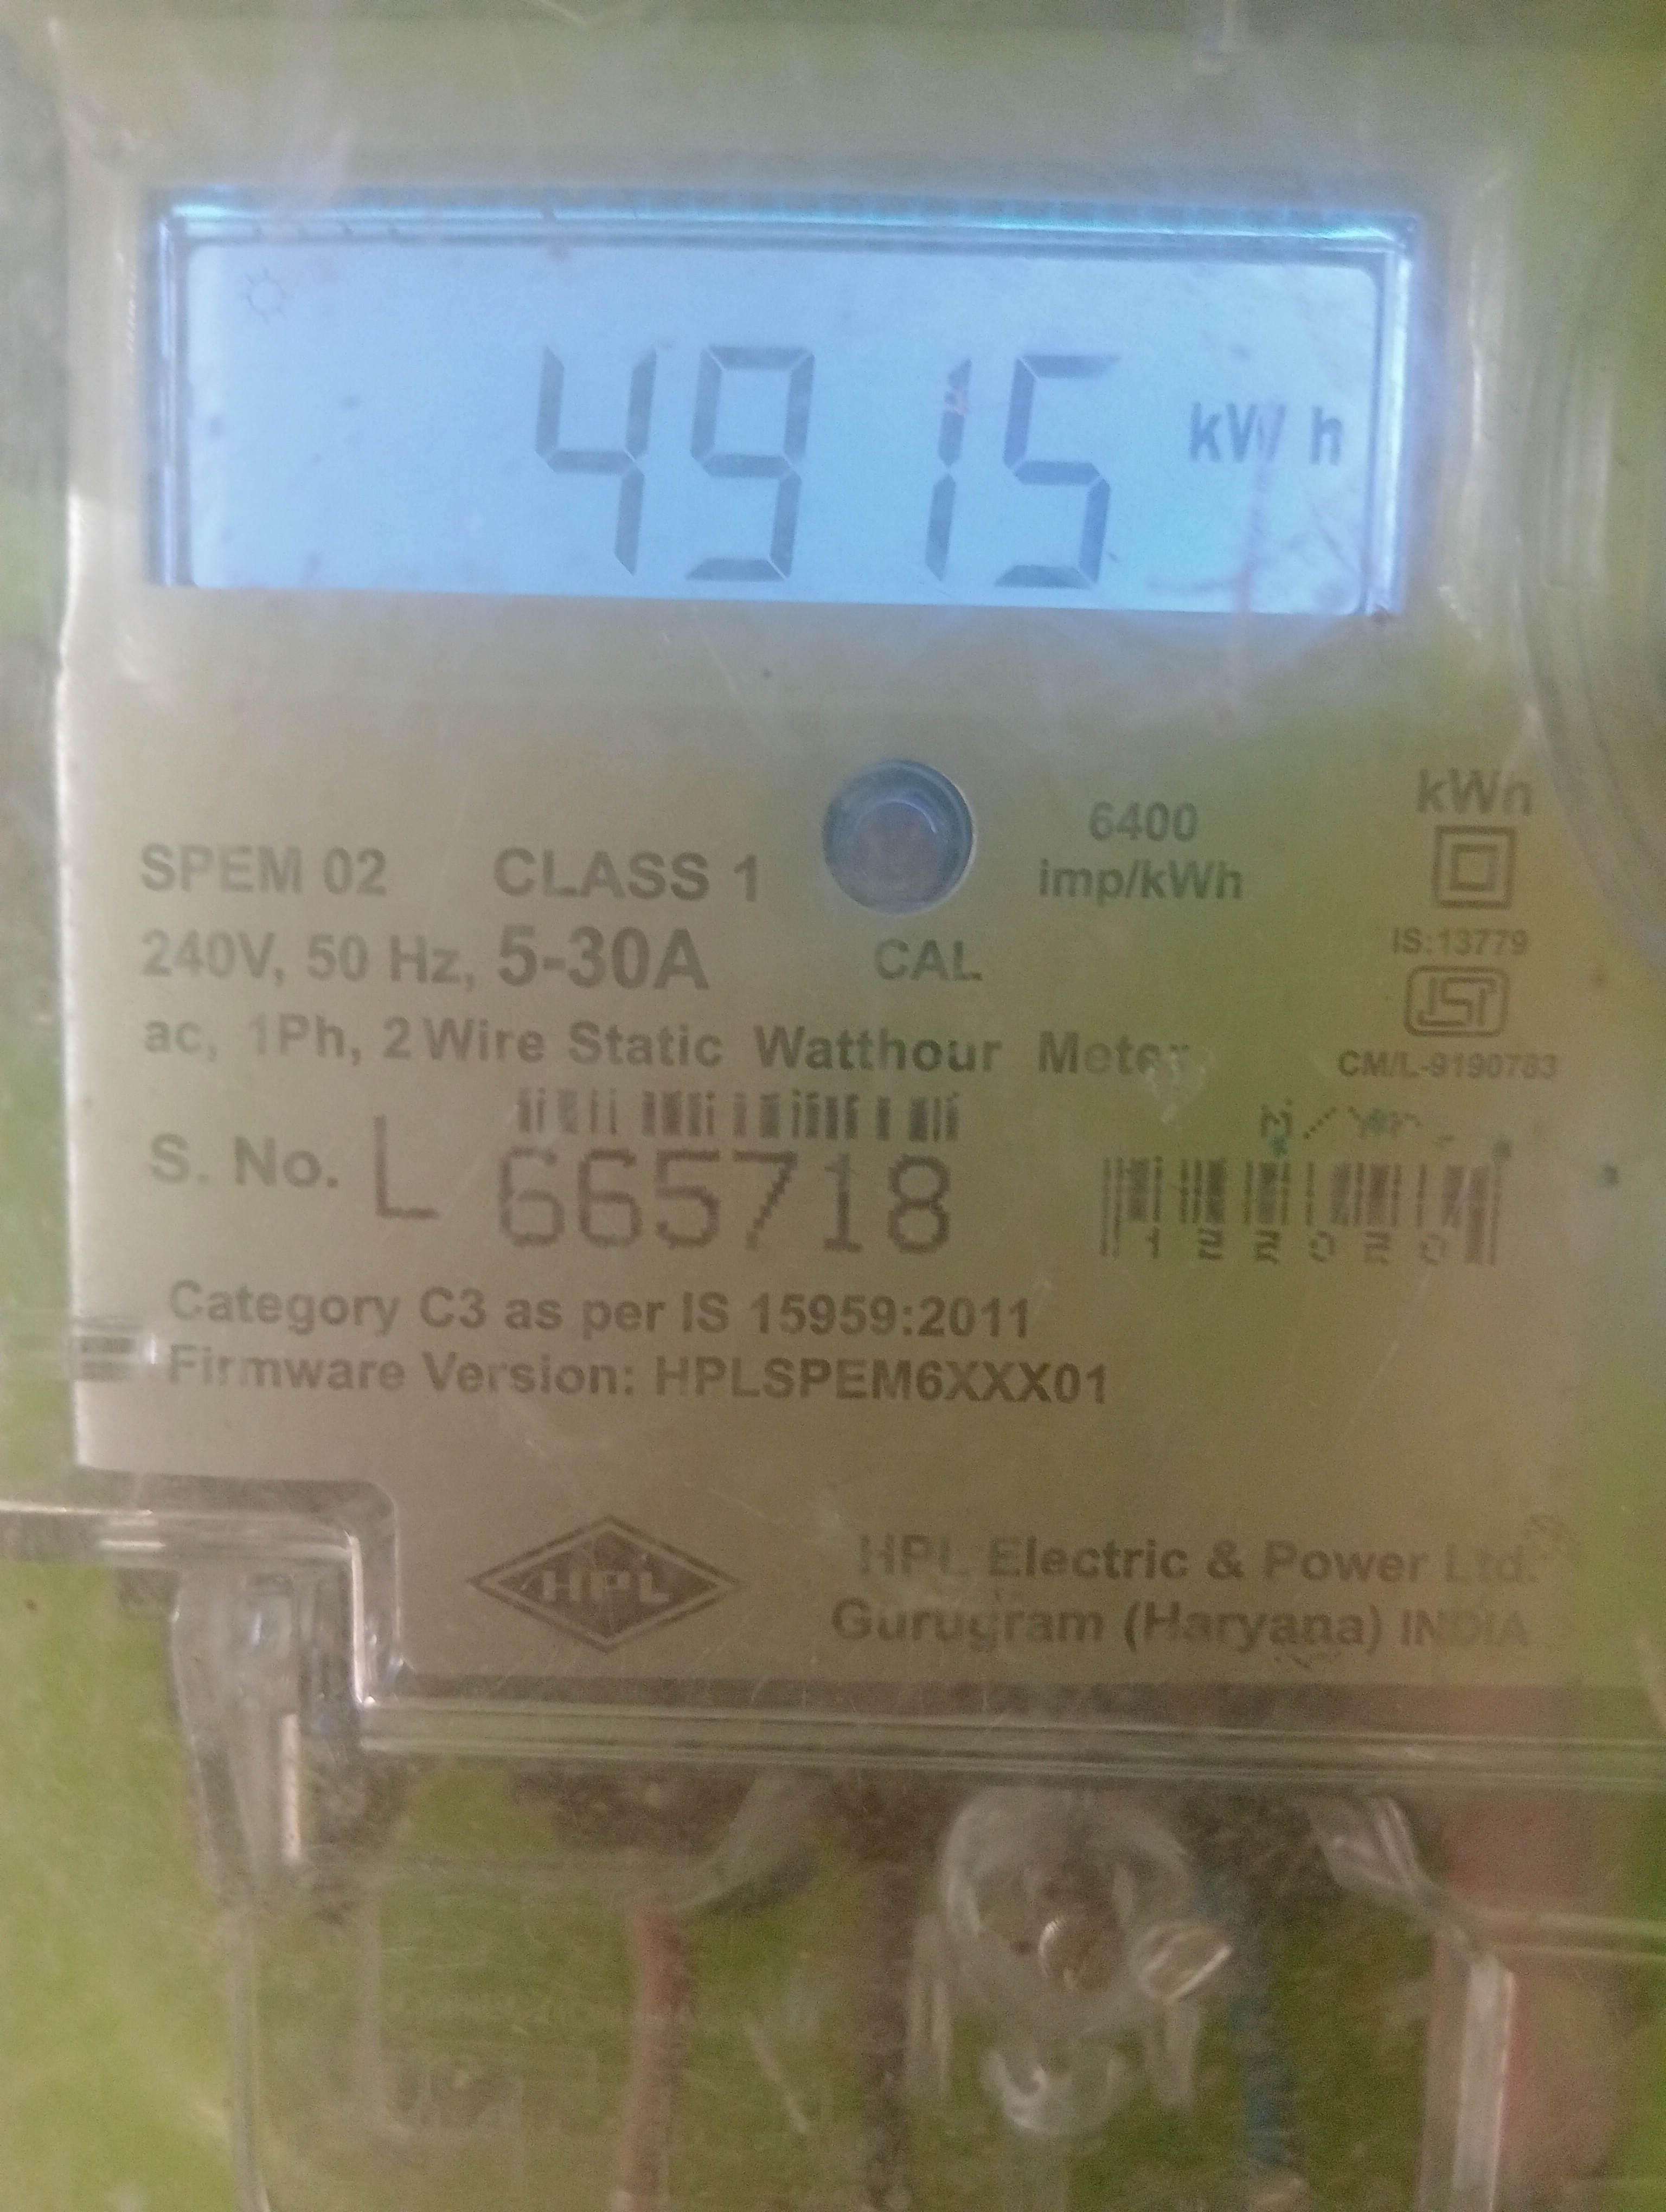 4915 kWh
6400
imp/kWh
kWh
SPEM 02 CLASS 1
240V, 50 Hz, 5-30A
CAL
IS:13779
ISI
ac, 1Ph, 2 Wire Static Watthour Meter
CM/L-9190783
S. No. L 665718
Category C3 as per IS 15959:2011
Firmware Version: HPLSPEM6XXX01
HPL
HPL Electric & Power Ltd.
Gurugram (Haryana) INDIA